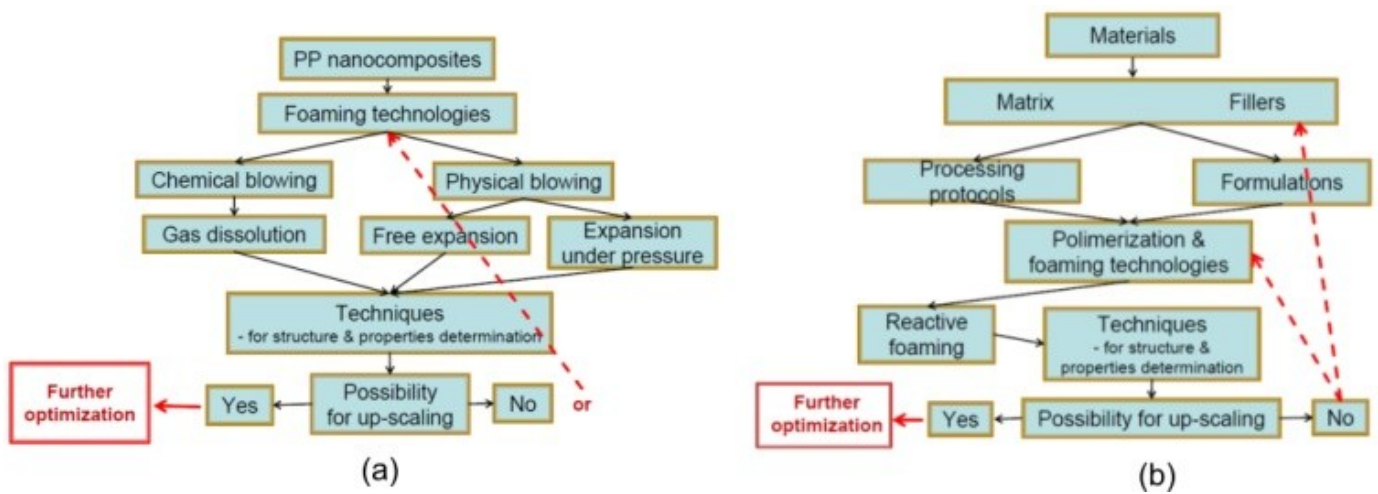 PP nanocomposites
Foaming technologies
Chemical blowing
Physical blowing
Gas dissolution
Free expansion
Expansion
under pressure
Techniques
- for structure & properties determination
Further
optimization
Yes
Possibility
for up-scaling
No
or
(a)
Materials
Matrix
Fillers
Processing
protocols
Formulations
Polimerization &
foaming technologies
Reactive
foaming
Techniques
- for structure &
properties determination
Further
optimization
Yes
Possibility for up-scaling
No
(b)